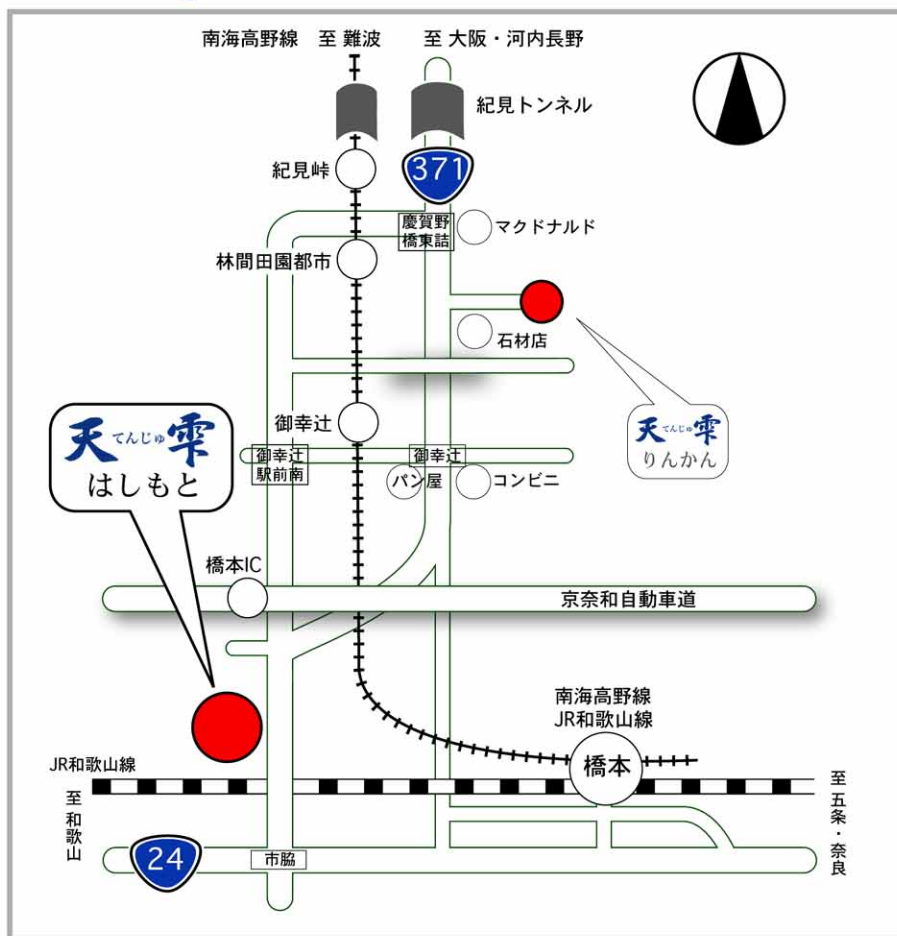 南海高野線 至 難波 至 大阪・河内長野
紀見トンネル
371
紀見峠
慶賀野
橋東詰
マクドナルド
林間田園都市
石材店
天てんじゅ雫
はしもと
御幸辻
天てんじゅ雫
りんかん
御幸辻
駅前南
御幸辻
パン屋
コンビニ
橋本IC
京奈和自動車道
南海高野線
JR和歌山線
橋本
JR和歌山線
至 和歌山
至 五条・奈良
24
市脇